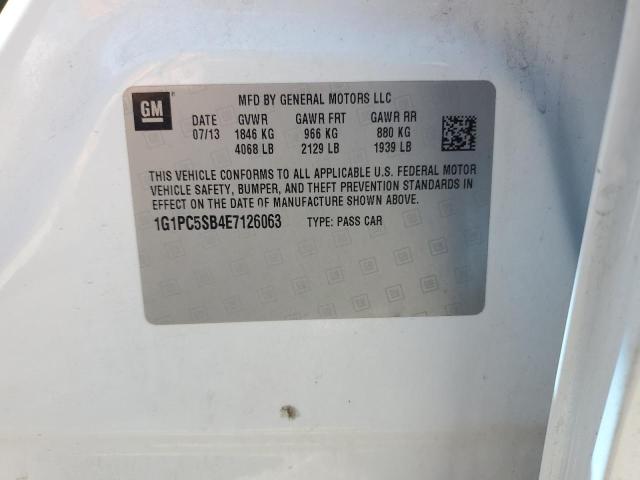 GM
MFD BY GENERAL MOTORS LLC
DATE GVWR GAWR FRT GAWR RR
07/13 1846 KG 966 KG 880 KG
4068 LB 2129 LB 1939 LB
THIS VEHICLE CONFORMS TO ALL APPLICABLE U.S. FEDERAL MOTOR
VEHICLE SAFETY, BUMPER, AND THEFT PREVENTION STANDARDS IN
EFFECT ON THE DATE OF MANUFACTURE SHOWN ABOVE.
1G1PC5SB4E7126063 TYPE: PASS CAR